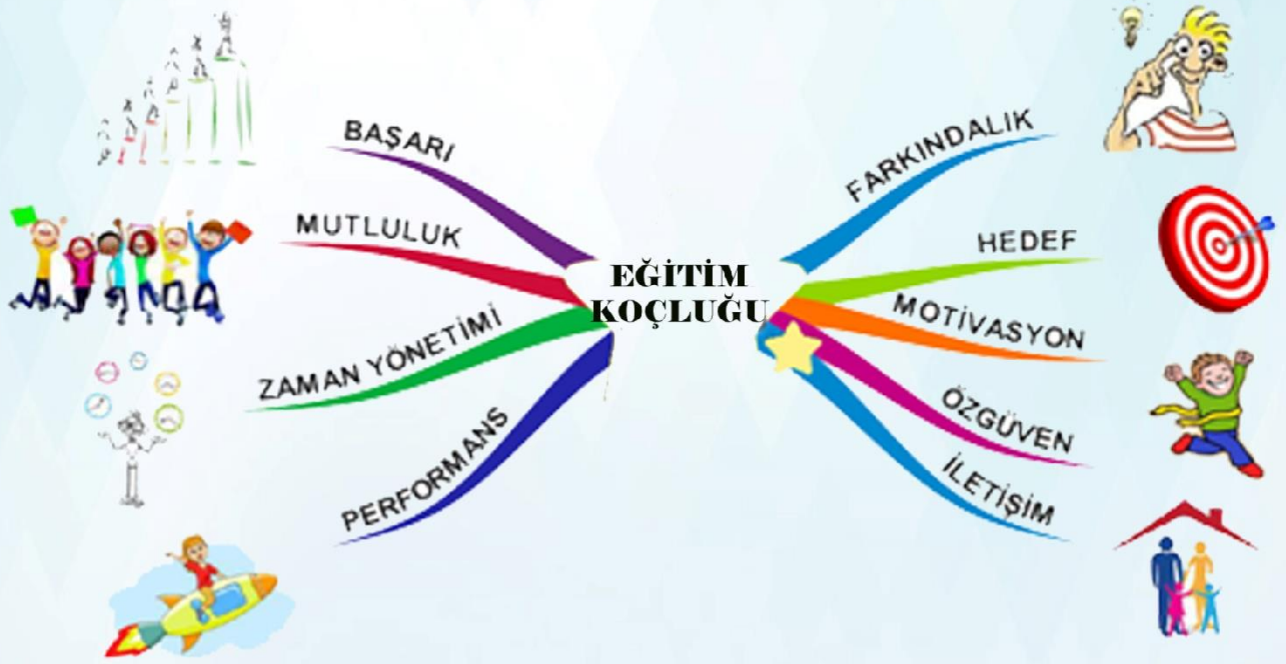 EĞİTİM
KOÇLUĞU
BAŞARI
MUTLULUK
ZAMAN YÖNETİMİ
PERFORMANS
FARKINDALIK
HEDEF
MOTİVASYON
ÖZGÜVEN
İLETİŞİM